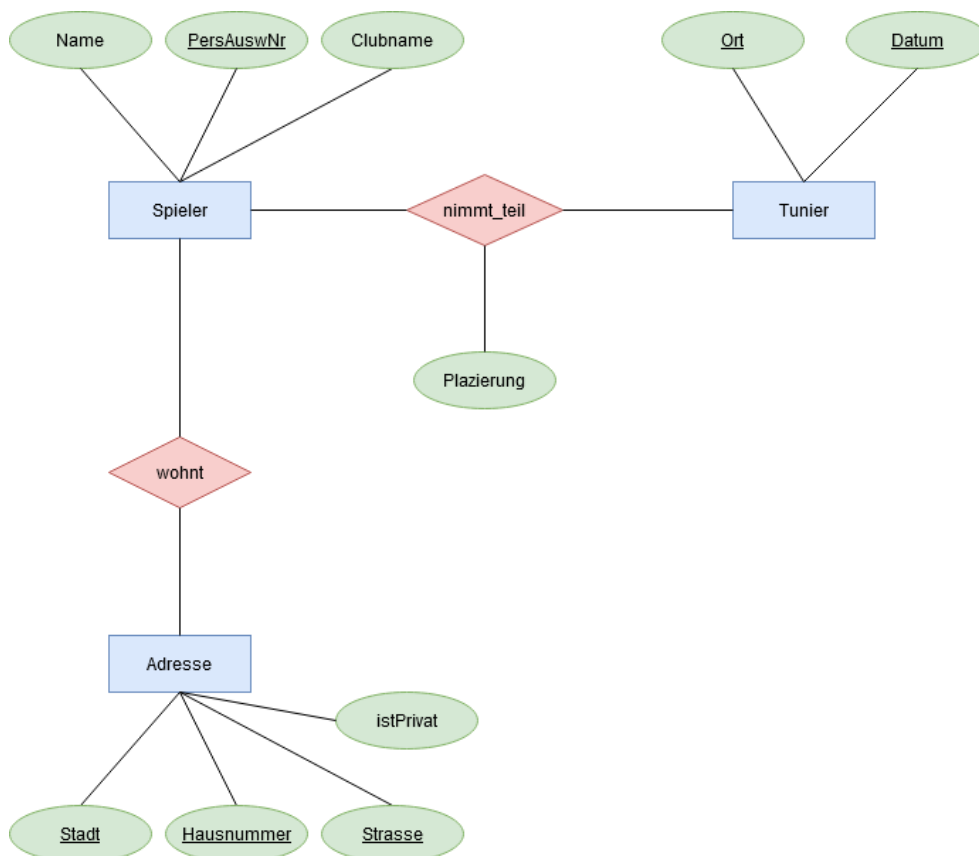 Name
PersAuswNr
Clubname
Ort
Datum
Spieler
nimmt_teil
Tunier
Plazierung
wohnt
Adresse
istPrivat
Stadt
Hausnummer
Strasse